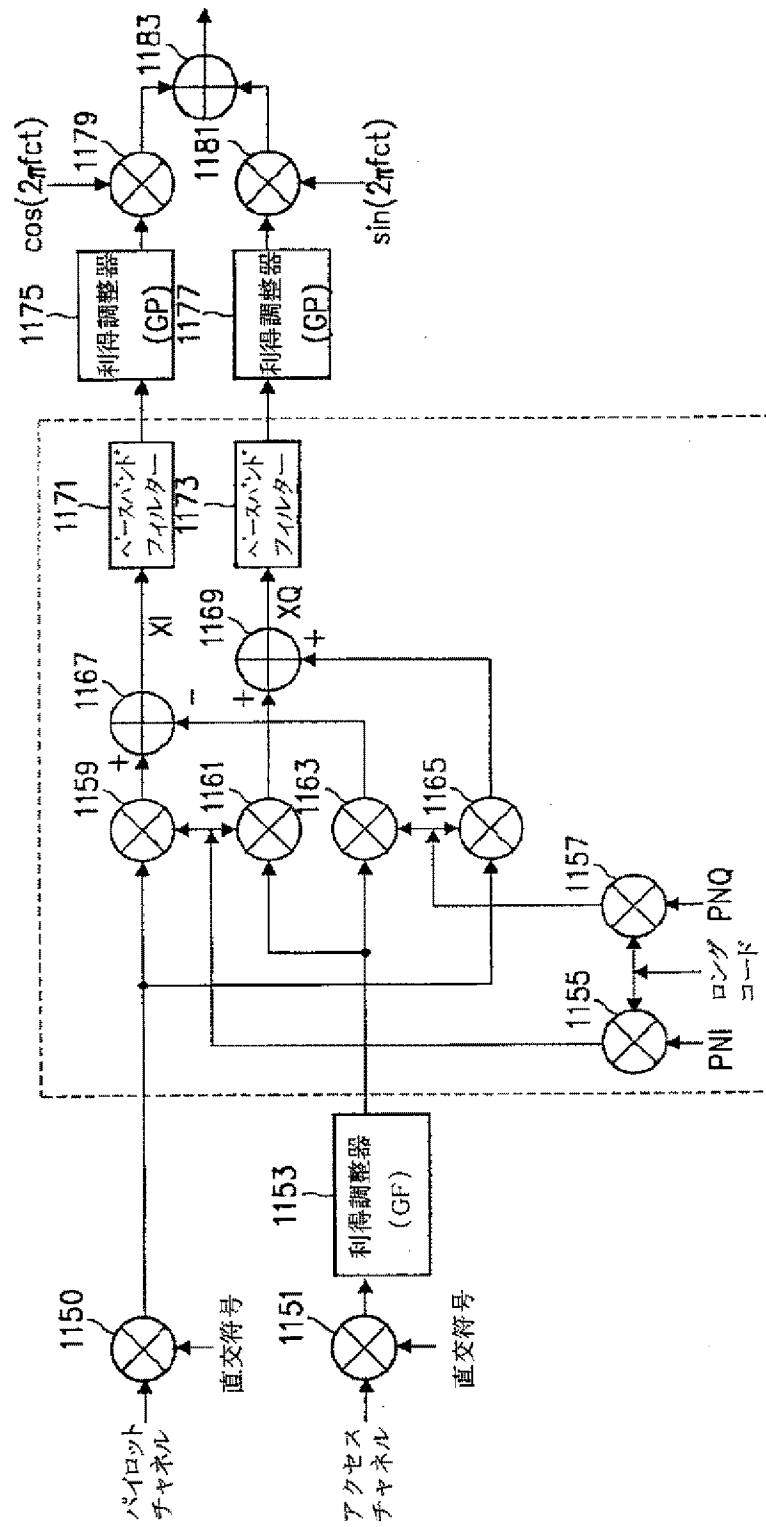 パイロット
チャネル
1150
直交符号
アクセス
チャネル
1151
直交符号
1153
利得調整器
(GF)
1155
PNI
ロング
コード
1157
PNQ
1159
1161
1163
1165
1167
+
-
XI
1169
+
+
XQ
1171
ベースバンド
フィルター
1173
ベースバンド
フィルター
1175
利得調整器
(GP)
1177
利得調整器
(GP)
cos(2πfct)
1179
1181
sin(2πfct)
1183